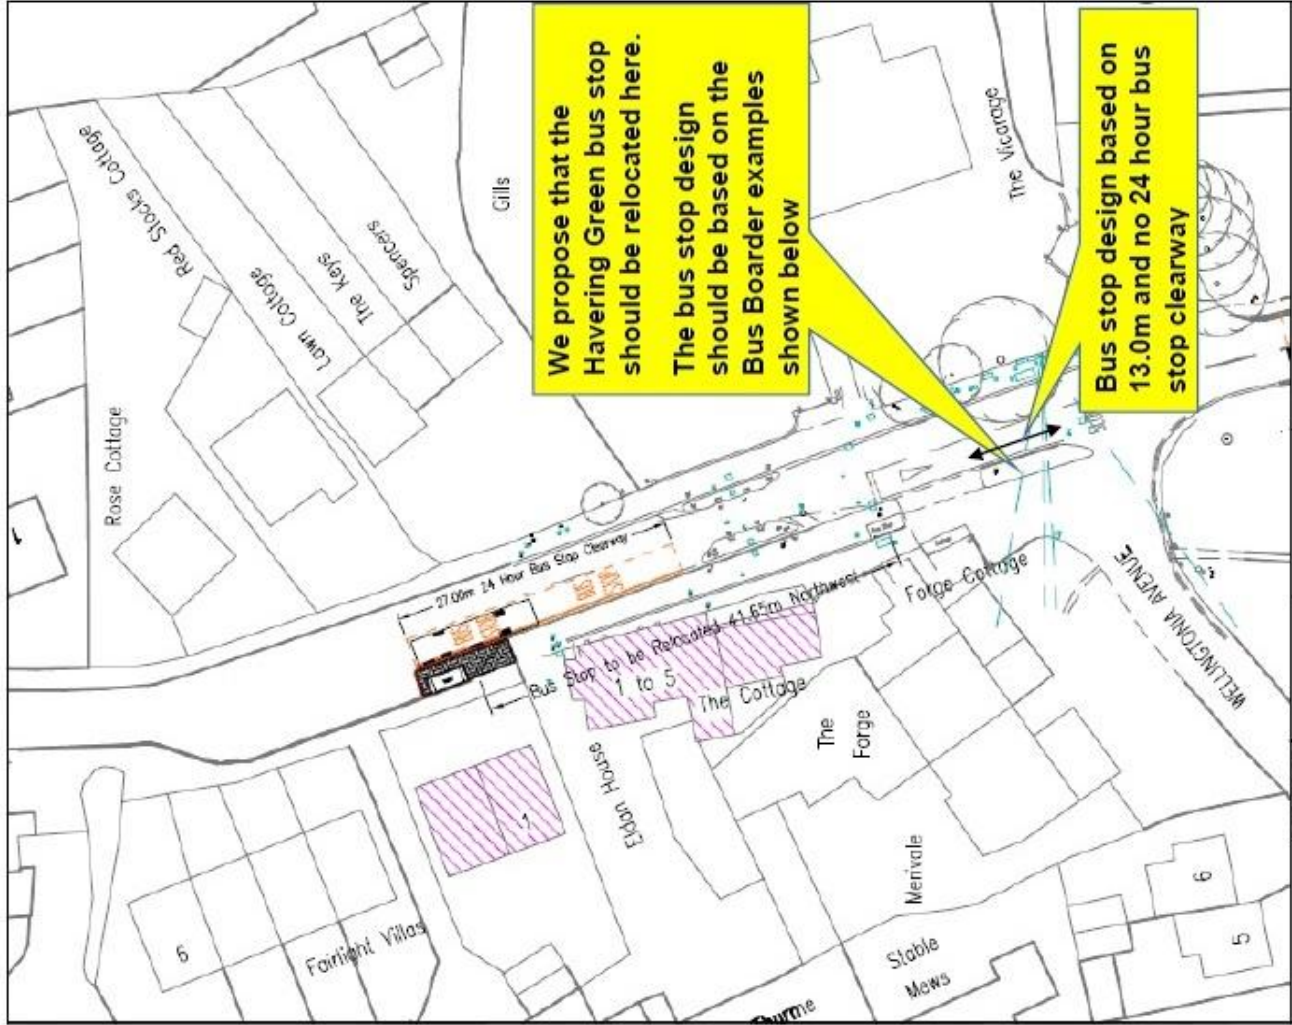 We propose that the
Havering Green bus stop
should be relocated here.
The bus stop design
should be based on the
Bus Boarder examples
shown below
Bus stop design based on
13.0m and no 24 hour bus
stop clearway
Red Stocks Cottage
Lawn Cottage
The Keys
Spencers
Gills
The Vicarage
Rose Cottage
1
27.00m 24 Hour Bus Stop Clearway
Bus Stop to be Relocated 41.65m Northwest
1 to 5
The Cottage
Forge Cottage
WELLINGTONIA AVENUE
The
Forge
Eldon House
1
Merivale
6
Fairlight Villas
Stable
Mews
6
5